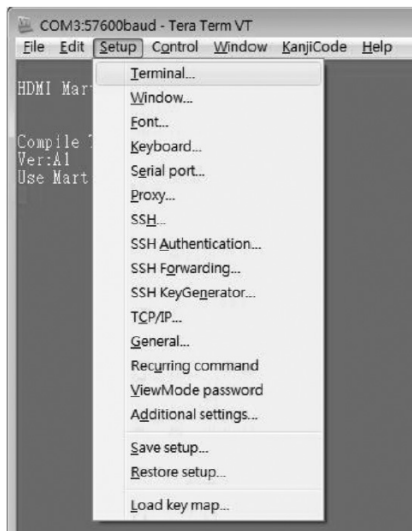 COM3:57600baud - Tera Term VT
File Edit Setup Control Window KanjiCode Help
HDMI Mar
Compile
Ver:A1
Use Mart
Terminal...
Window...
Font...
Keyboard...
Serial port...
Proxy...
SSH...
SSH Authentication...
SSH Forwarding...
SSH KeyGenerator...
TCP/IP...
General...
Recurring command
ViewMode password
Additional settings...
Save setup...
Restore setup...
Load key map...